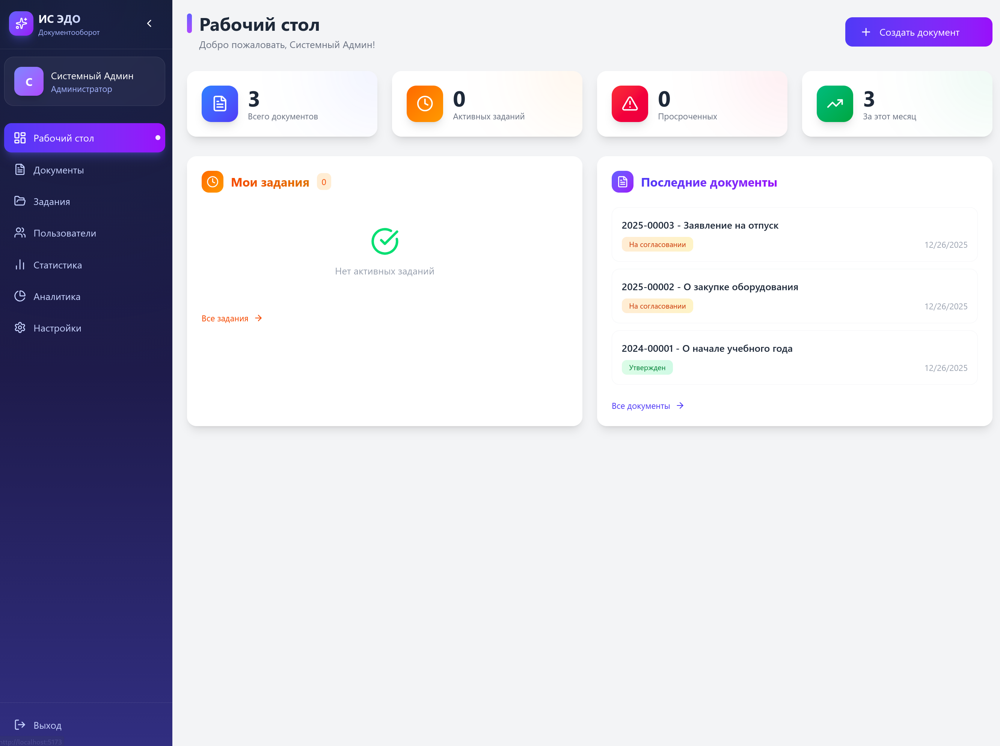 ИС ЭДО
Документооборот
С
Системный Админ
Администратор
Рабочий стол
Документы
Задания
Пользователи
Статистика
Аналитика
Настройки
Выход
http://localhost:5173
Рабочий стол
Добро пожаловать, Системный Админ!
Создать документ
3
Всего документов
0
Активных заданий
0
Просроченных
3
За этот месяц
Мои задания 0
Нет активных заданий
Все задания
Последние документы
2025-00003 - Заявление на отпуск
На согласовании 12/26/2025
2025-00002 - О закупке оборудования
На согласовании 12/26/2025
2024-00001 - О начале учебного года
Утвержден 12/26/2025
Все документы